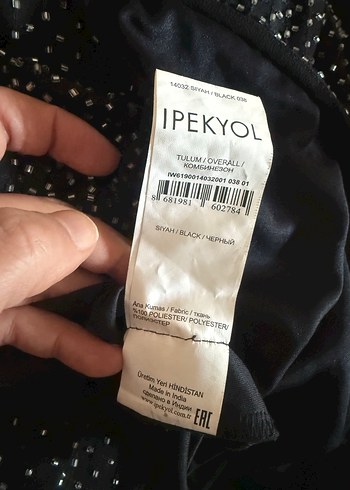 14032 SIYAH / BLACK 038
IPEKYOL
TULUM / OVERALL /
КОМБИНЕЗОН
IW6190014032001 038 01
8 681981 602784
SIYAH / BLACK / ЧЕРНЫЙ
Ana Kumas / Fabric / ткань
%100 POLIESTER/ POLYESTER/
ПОЛИЭСТЕР
Üretim Yeri HİNDİSTAN
Made in India
сделано в Индии
www.ipekyol.com.tr
EAC